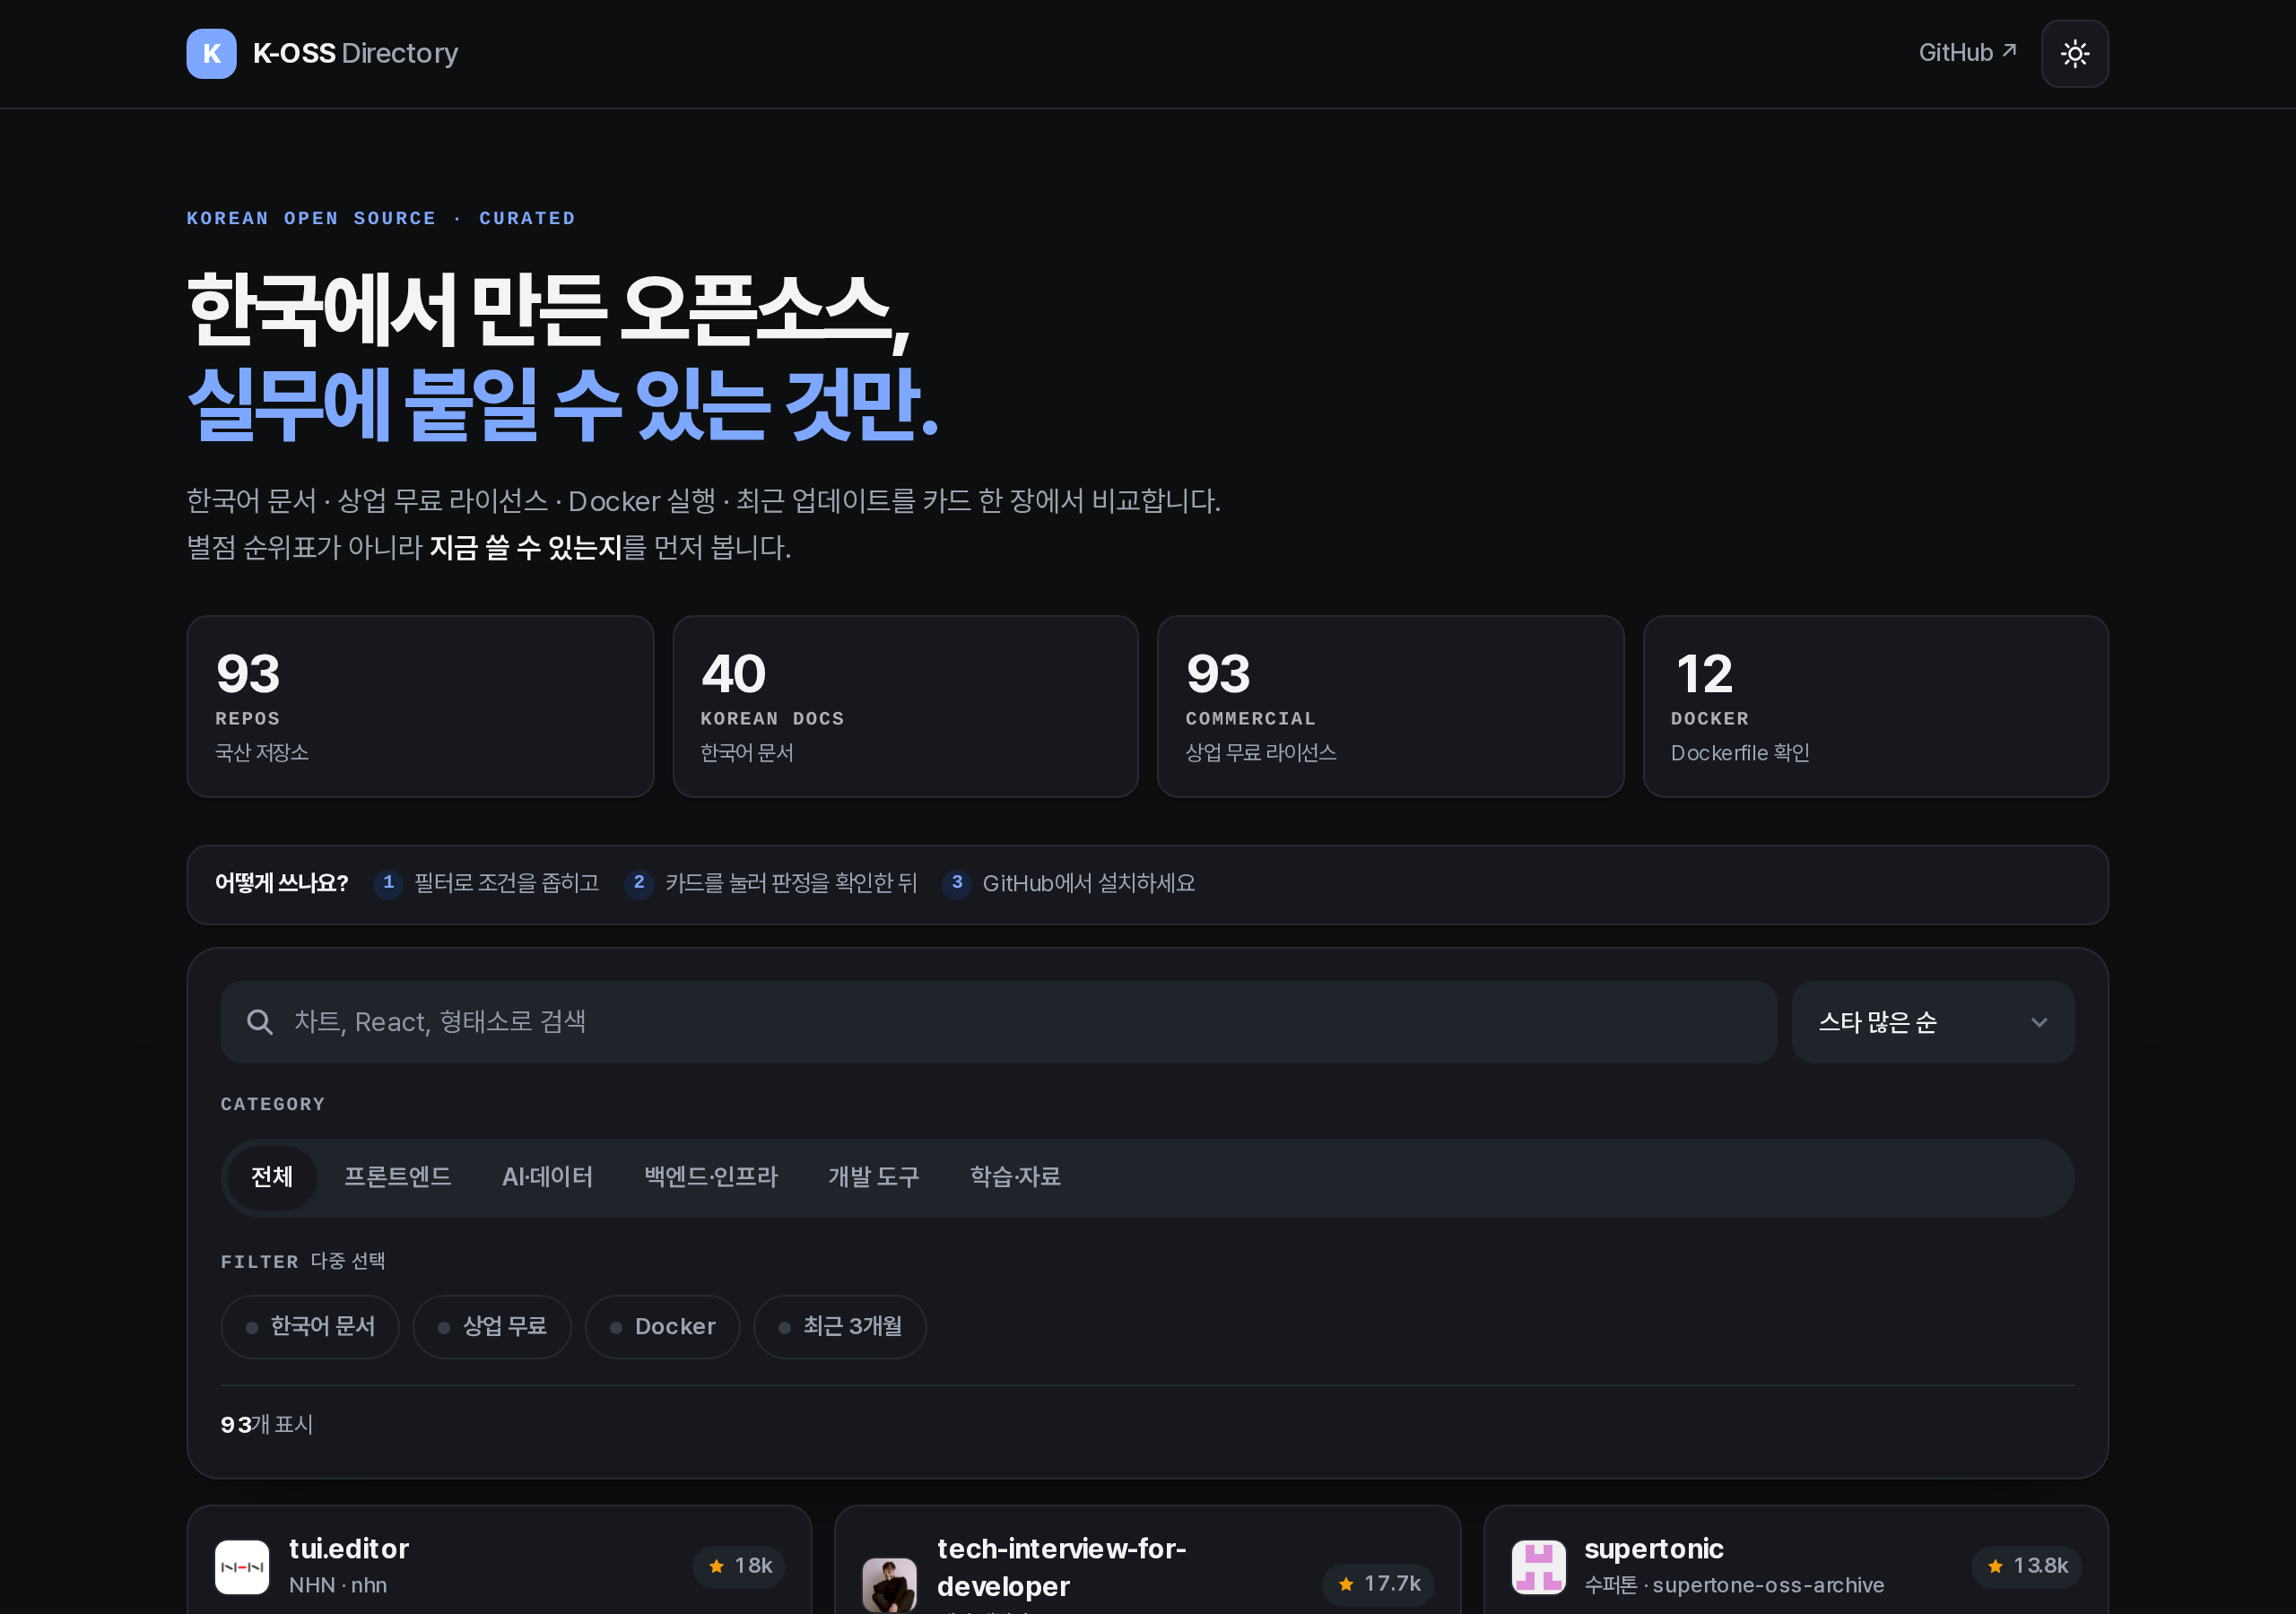 K K-OSS Directory
GitHub ↗
KOREAN OPEN SOURCE · CURATED
한국에서 만든 오픈소스,
실무에 붙일 수 있는 것만.
한국어 문서 · 상업 무료 라이선스 · Docker 실행 · 최근 업데이트를 카드 한 장에서 비교합니다.
별점 순위표가 아니라 지금 쓸 수 있는지를 먼저 봅니다.
93
REPOS
국산 저장소
40
KOREAN DOCS
한국어 문서
93
COMMERCIAL
상업 무료 라이선스
12
DOCKER
Dockerfile 확인
어떻게 쓰나요? 1 필터로 조건을 좁히고 2 카드를 눌러 판정을 확인한 뒤 3 GitHub에서 설치하세요
차트, React, 형태소로 검색
스타 많은 순
CATEGORY
전체 프론트엔드 AI·데이터 백엔드·인프라 개발 도구 학습·자료
FILTER 다중 선택
한국어 문서 상업 무료 Docker 최근 3개월
93개 표시
tui.editor
NHN · nhn
18k
tech-interview-for-
developer
17.7k
supertonic
수퍼톤 · supertone-oss-archive
13.8k